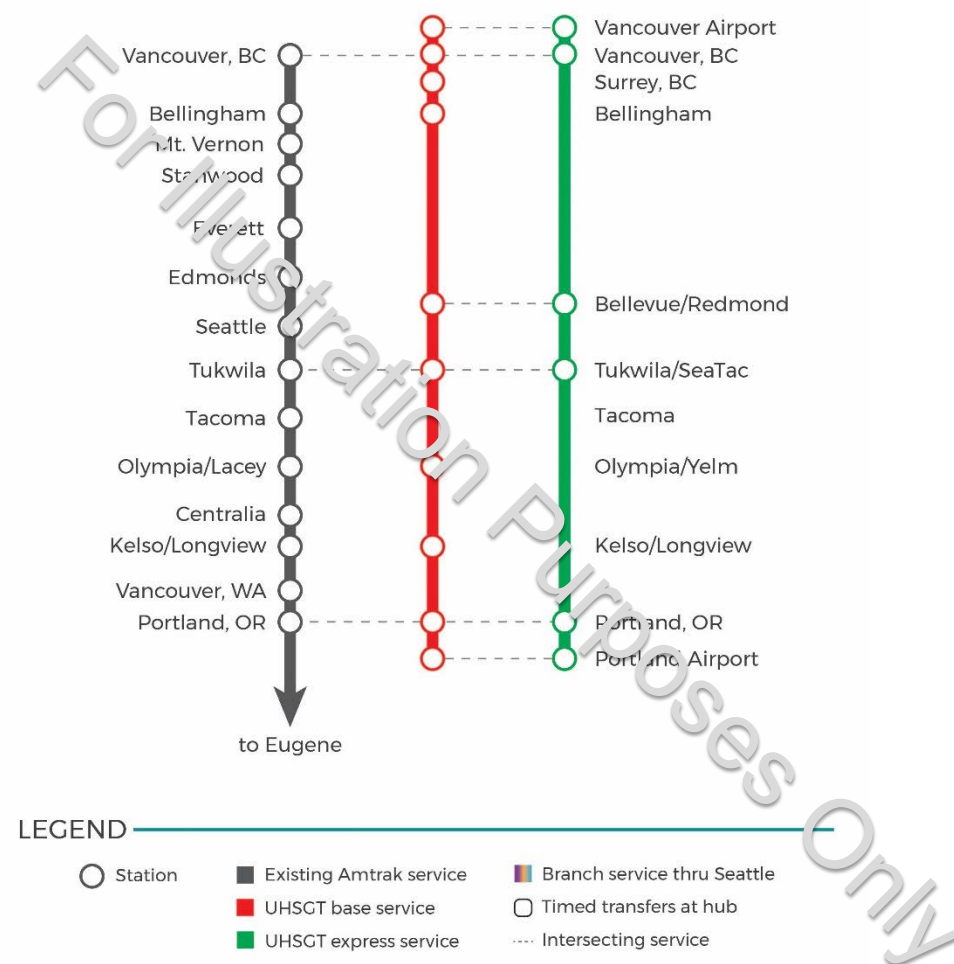 Vancouver Airport
Vancouver, BC
Vancouver, BC
Surrey, BC
Bellingham
Bellingham
Mt. Vernon
Stanwood
Everett
Edmonds
Bellevue/Redmond
Seattle
Tukwila
Tukwila/SeaTac
Tacoma
Tacoma
Olympia/Lacey
Olympia/Yelm
Centralia
Kelso/Longview
Kelso/Longview
Vancouver, WA
Portland, OR
Portland, OR
Portland Airport
to Eugene
For Illustration Purposes Only
LEGEND
Station
Existing Amtrak service
Branch service thru Seattle
UHSGT base service
Timed transfers at hub
UHSGT express service
Intersecting service